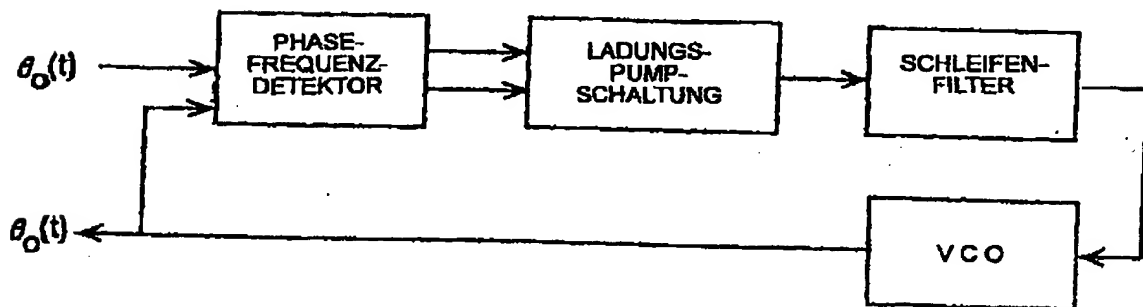 θO(t)
PHASE-
FREQUENZ-
DETEKTOR
LADUNGS-
PUMP-
SCHALTUNG
SCHLEIFEN-
FILTER
θO(t)
VCO